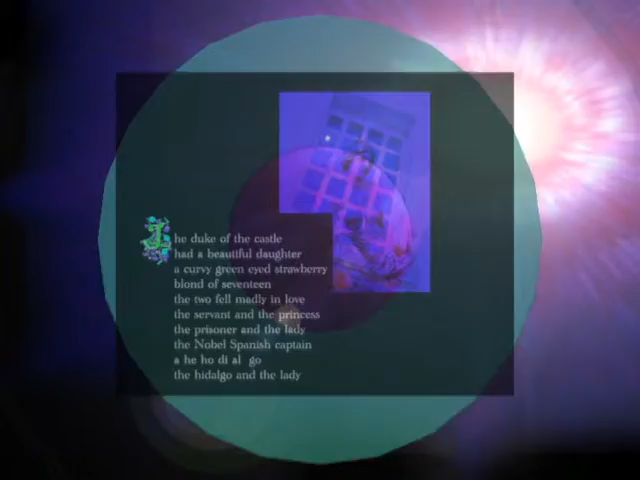 The duke of the castle
had a beautiful daughter
a curvy green eyed strawberry
blond of seventeen
the two fell madly in love
the servant and the princess
the prisoner and the lady
the Nobel Spanish captain
a he ho di al go
the hidalgo and the lady